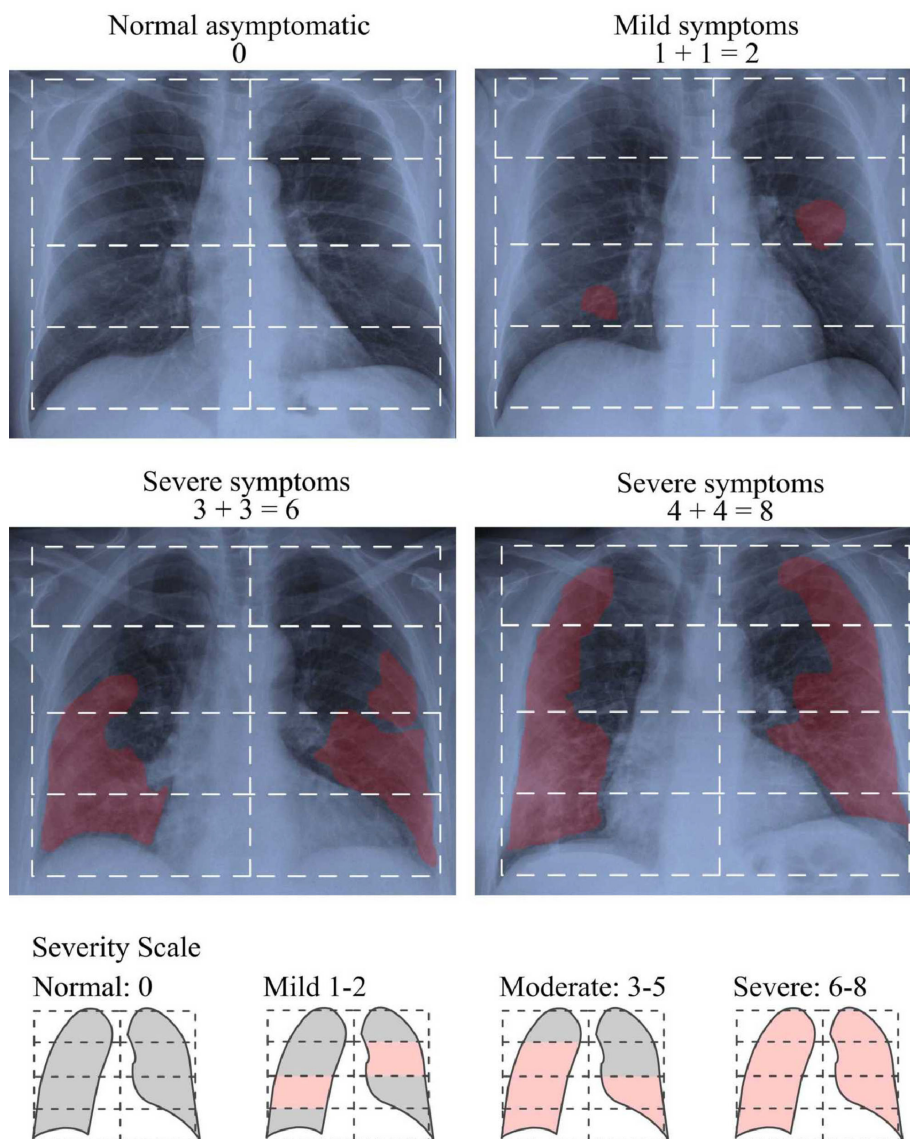 Normal asymptomatic
0
Mild symptoms
1 + 1 = 2
Severe symptoms
3 + 3 = 6
Severe symptoms
4 + 4 = 8
Severity Scale
Normal: 0
Mild 1-2
Moderate: 3-5
Severe: 6-8